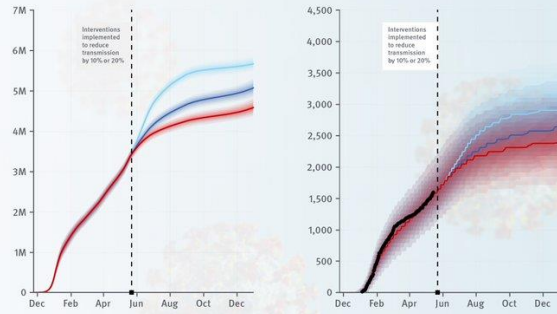 7M
6M
5M
4M
3M
2M
1M
0
Interventions
implemented
to reduce
transmission
by 10% or 20%
Dec Feb Apr Jun Aug Oct Dec
4,500
4,000
3,500
3,000
2,500
2,000
1,500
1,000
500
0
Interventions
implemented
to reduce
transmission
by 10% or 20%
Dec Feb Apr Jun Aug Oct Dec